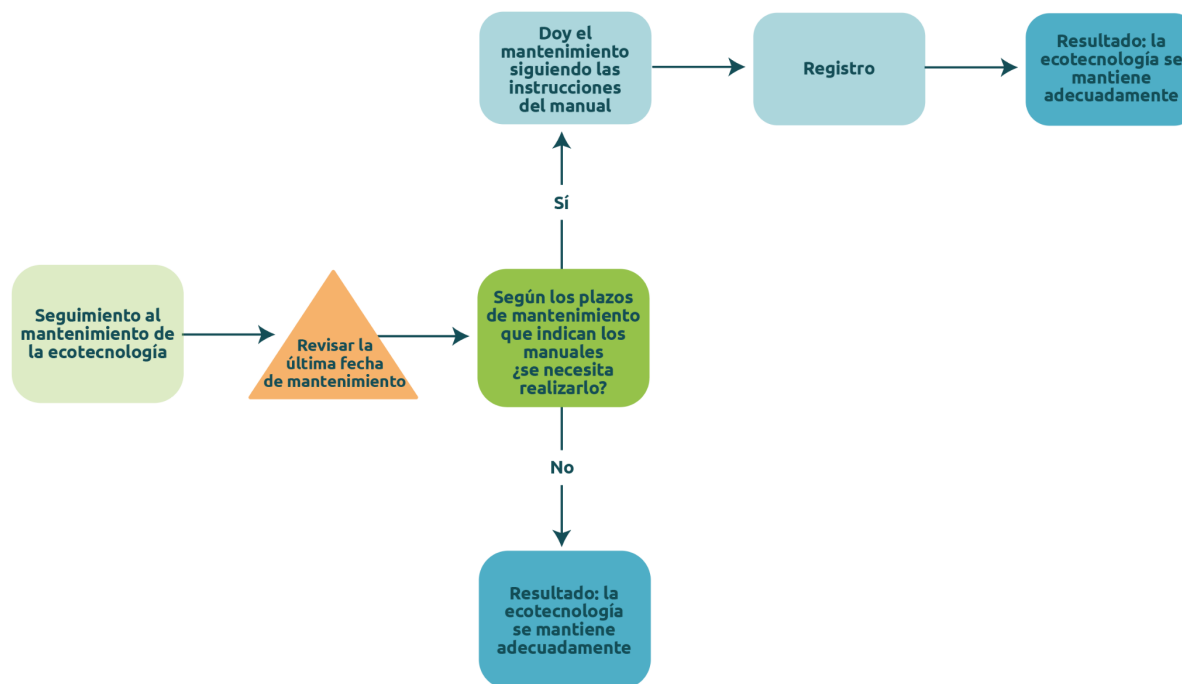 Doy el
mantenimiento
siguiendo las
instrucciones
del manual
Registro
Resultado: la
ecotecnología se
mantiene
adecuadamente
Sí
Seguimiento al
mantenimiento de
la ecotecnología
Revisar la
última fecha
de mantenimiento
Según los plazos
de mantenimiento
que indican los
manuales
¿se necesita
realizarlo?
No
Resultado: la
ecotecnología
se mantiene
adecuadamente